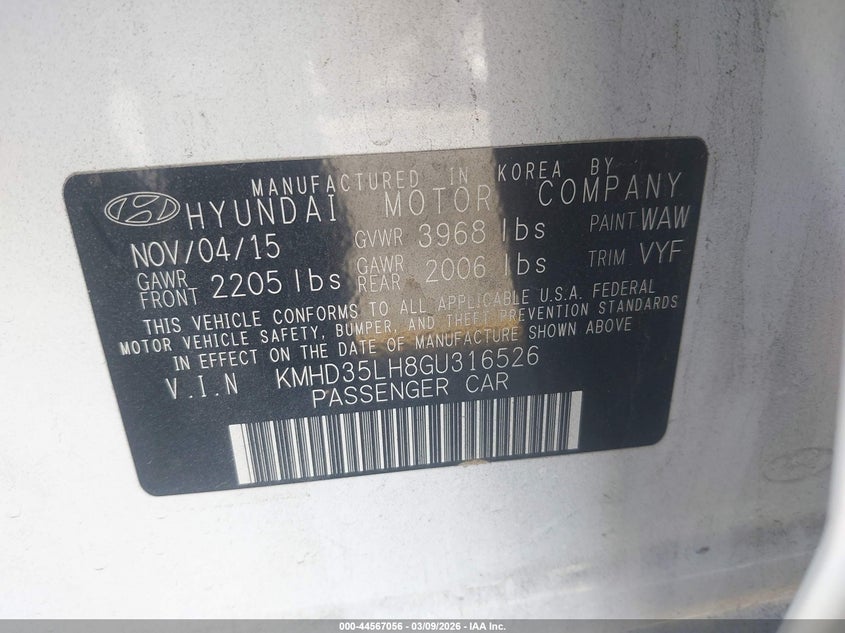 MANUFACTURED IN KOREA BY
HYUNDAI MOTOR COMPANY
NOV/04/15 GVWR 3968 lbs PAINT WAW
GAWR FRONT 2205 lbs GAWR REAR 2006 lbs TRIM VYF
THIS VEHICLE CONFORMS TO ALL APPLICABLE U.S.A. FEDERAL
MOTOR VEHICLE SAFETY, BUMPER, AND THEFT PREVENTION STANDARDS
IN EFFECT ON THE DATE OF MANUFACTURE SHOWN ABOVE
V.I.N KMHD35LH8GU316526
PASSENGER CAR
000-44567056 - 03/09/2026 - IAA Inc.